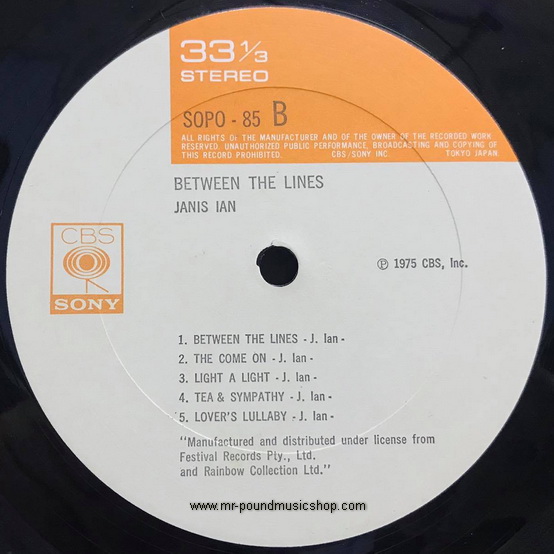 33 1/3
STEREO
SOPO - 85 B
ALL RIGHTS OF THE MANUFACTURER AND OF THE OWNER OF THE RECORDED WORK
RESERVED. UNAUTHORIZED PUBLIC PERFORMANCE, BROADCASTING AND COPYING OF
THIS RECORD PROHIBITED. CBS/SONY INC. TOKYO JAPAN.
BETWEEN THE LINES
JANIS IAN
CBS
SONY
℗ 1975 CBS, Inc.
1. BETWEEN THE LINES - J. Ian -
2. THE COME ON - J. Ian -
3. LIGHT A LIGHT - J. Ian -
4. TEA & SYMPATHY - J. Ian -
5. LOVER'S LULLABY - J. Ian -
"Manufactured and distributed under license from
Festival Records Pty., Ltd.
and Rainbow Collection Ltd."
www.mr-poundmusicshop.com